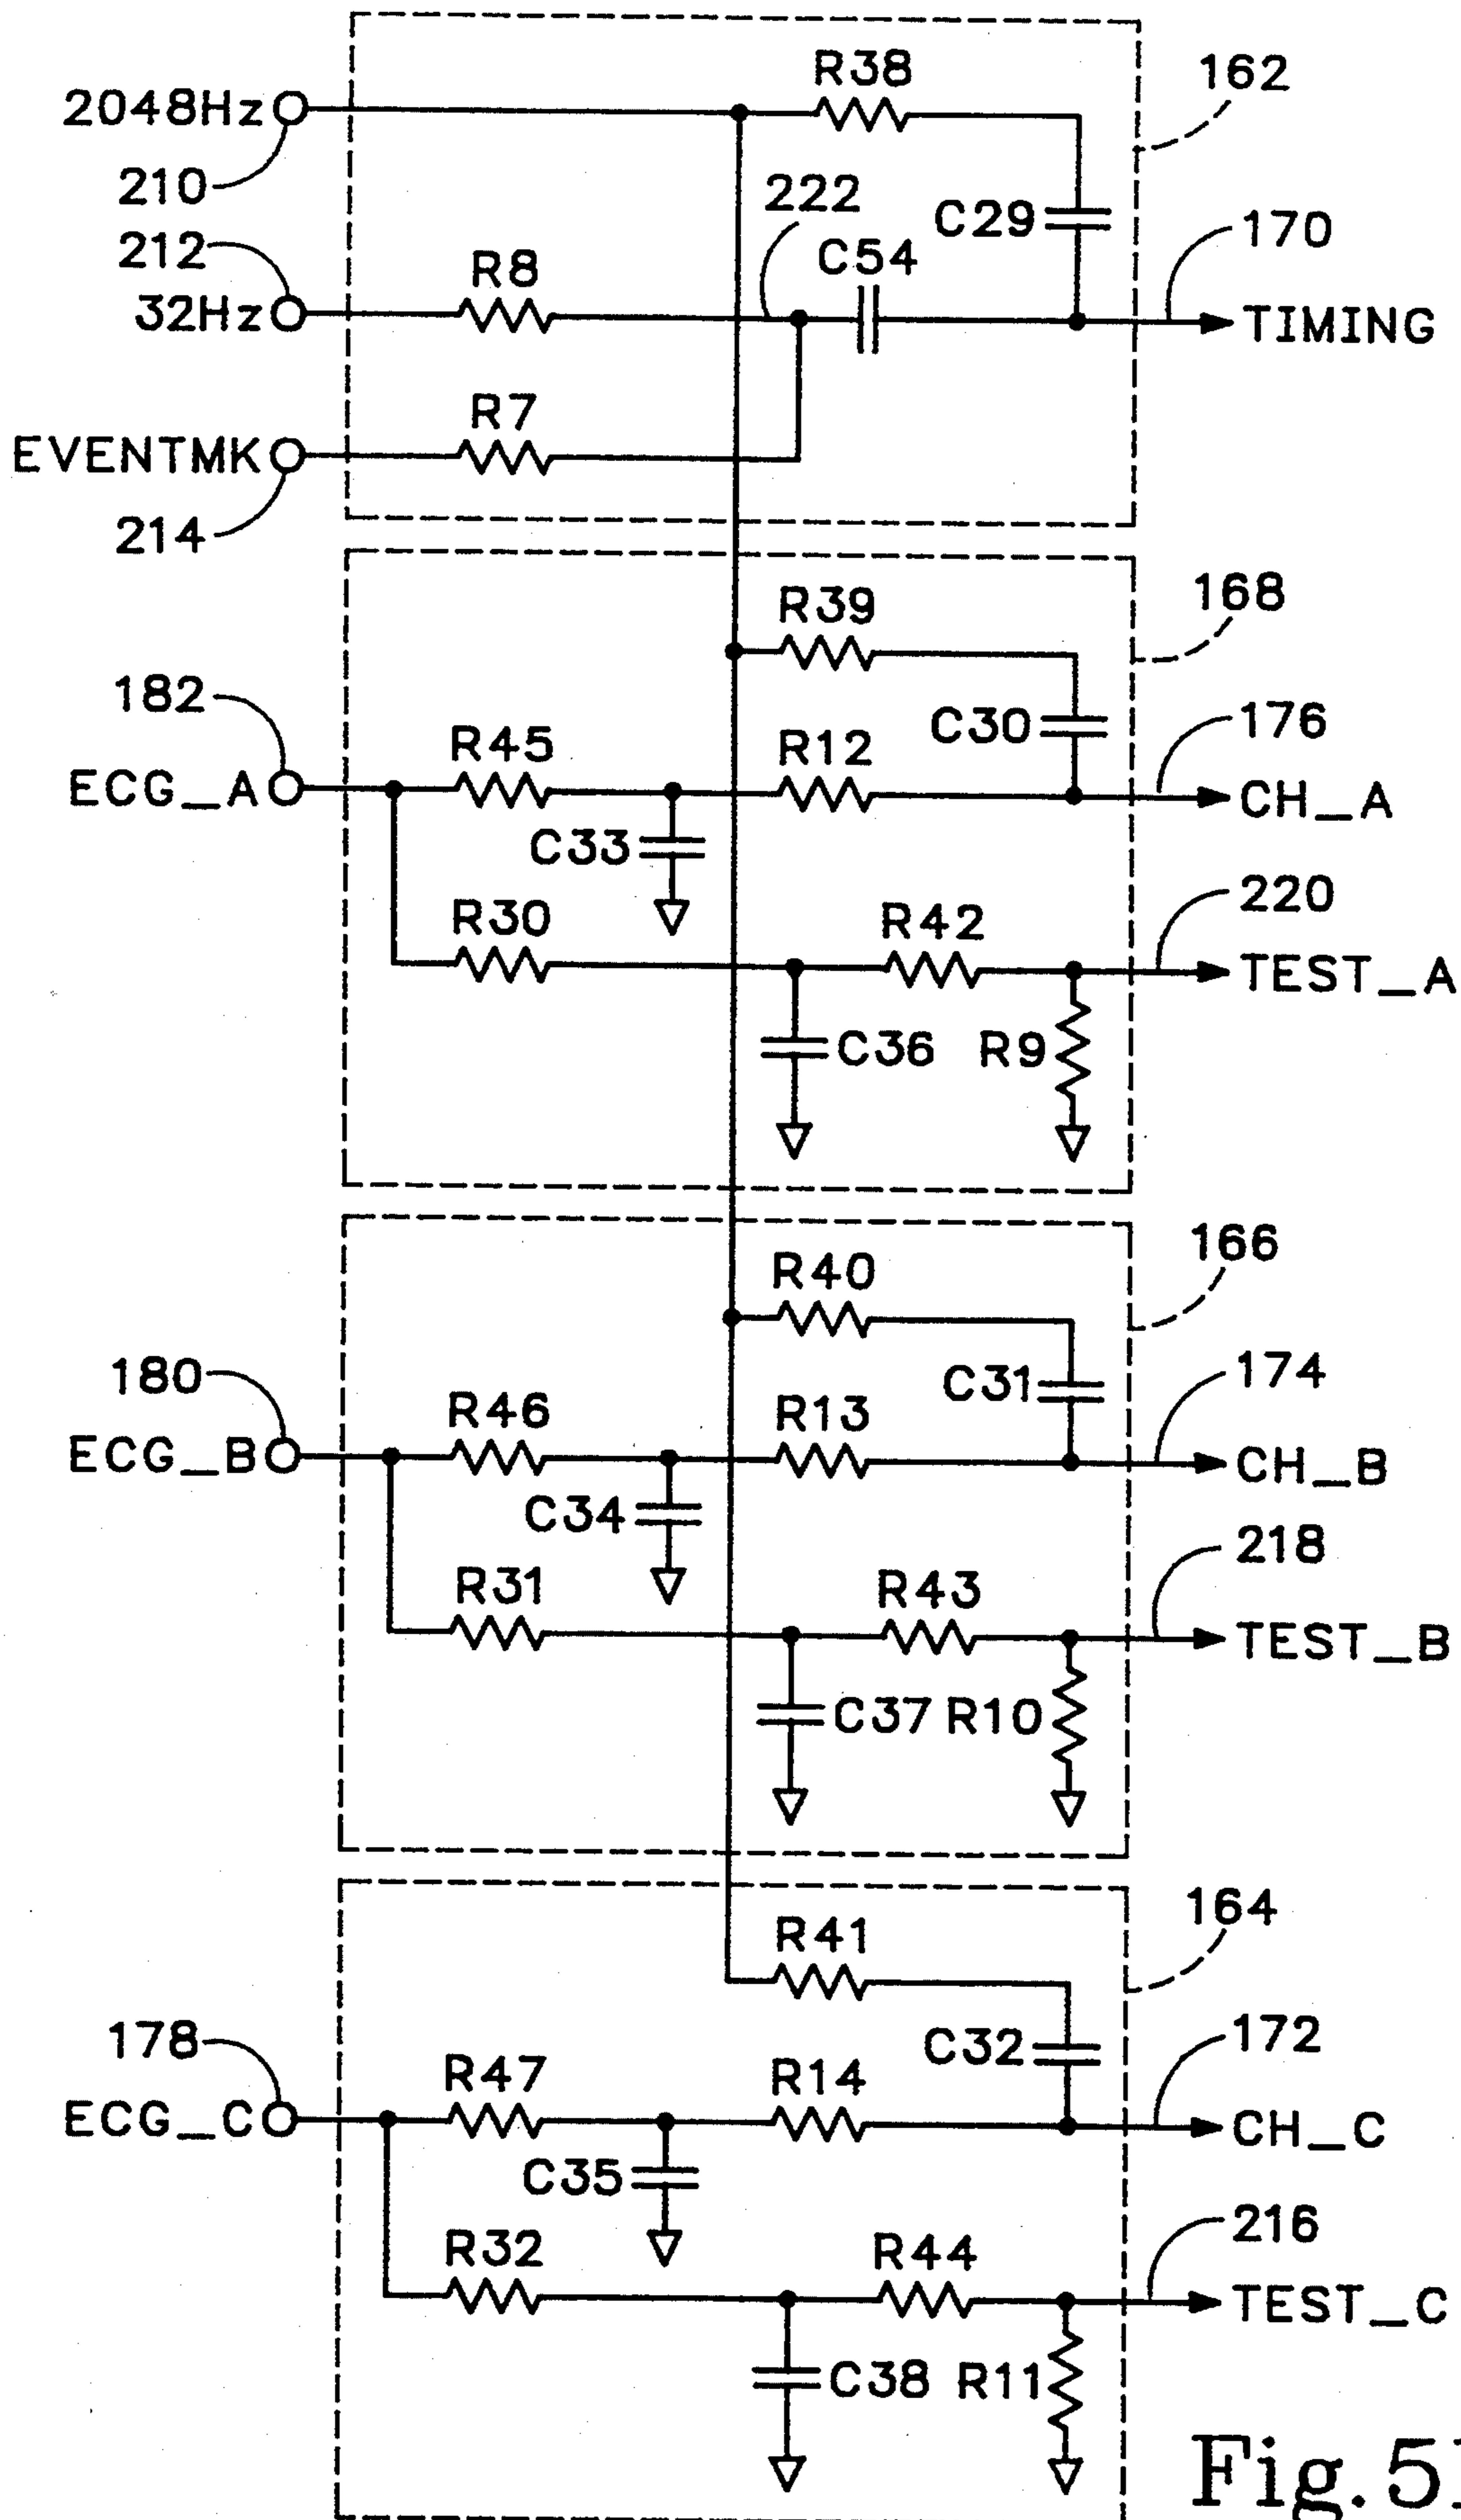 R38
162
2048Hz
210
222
C29
170
212
C54
R8
32Hz
TIMING
R7
EVENTMK
214
R39
168
182
R45
R12
C30
176
ECG_A
CH_A
C33
R30
R42
220
TEST_A
C36
R9
R40
166
180
R46
R13
C31
174
ECG_B
CH_B
C34
R31
R43
218
TEST_B
C37
R10
R41
164
178
R47
R14
C32
172
ECG_C
CH_C
C35
R32
R44
216
TEST_C
C38
R11
Fig. 5